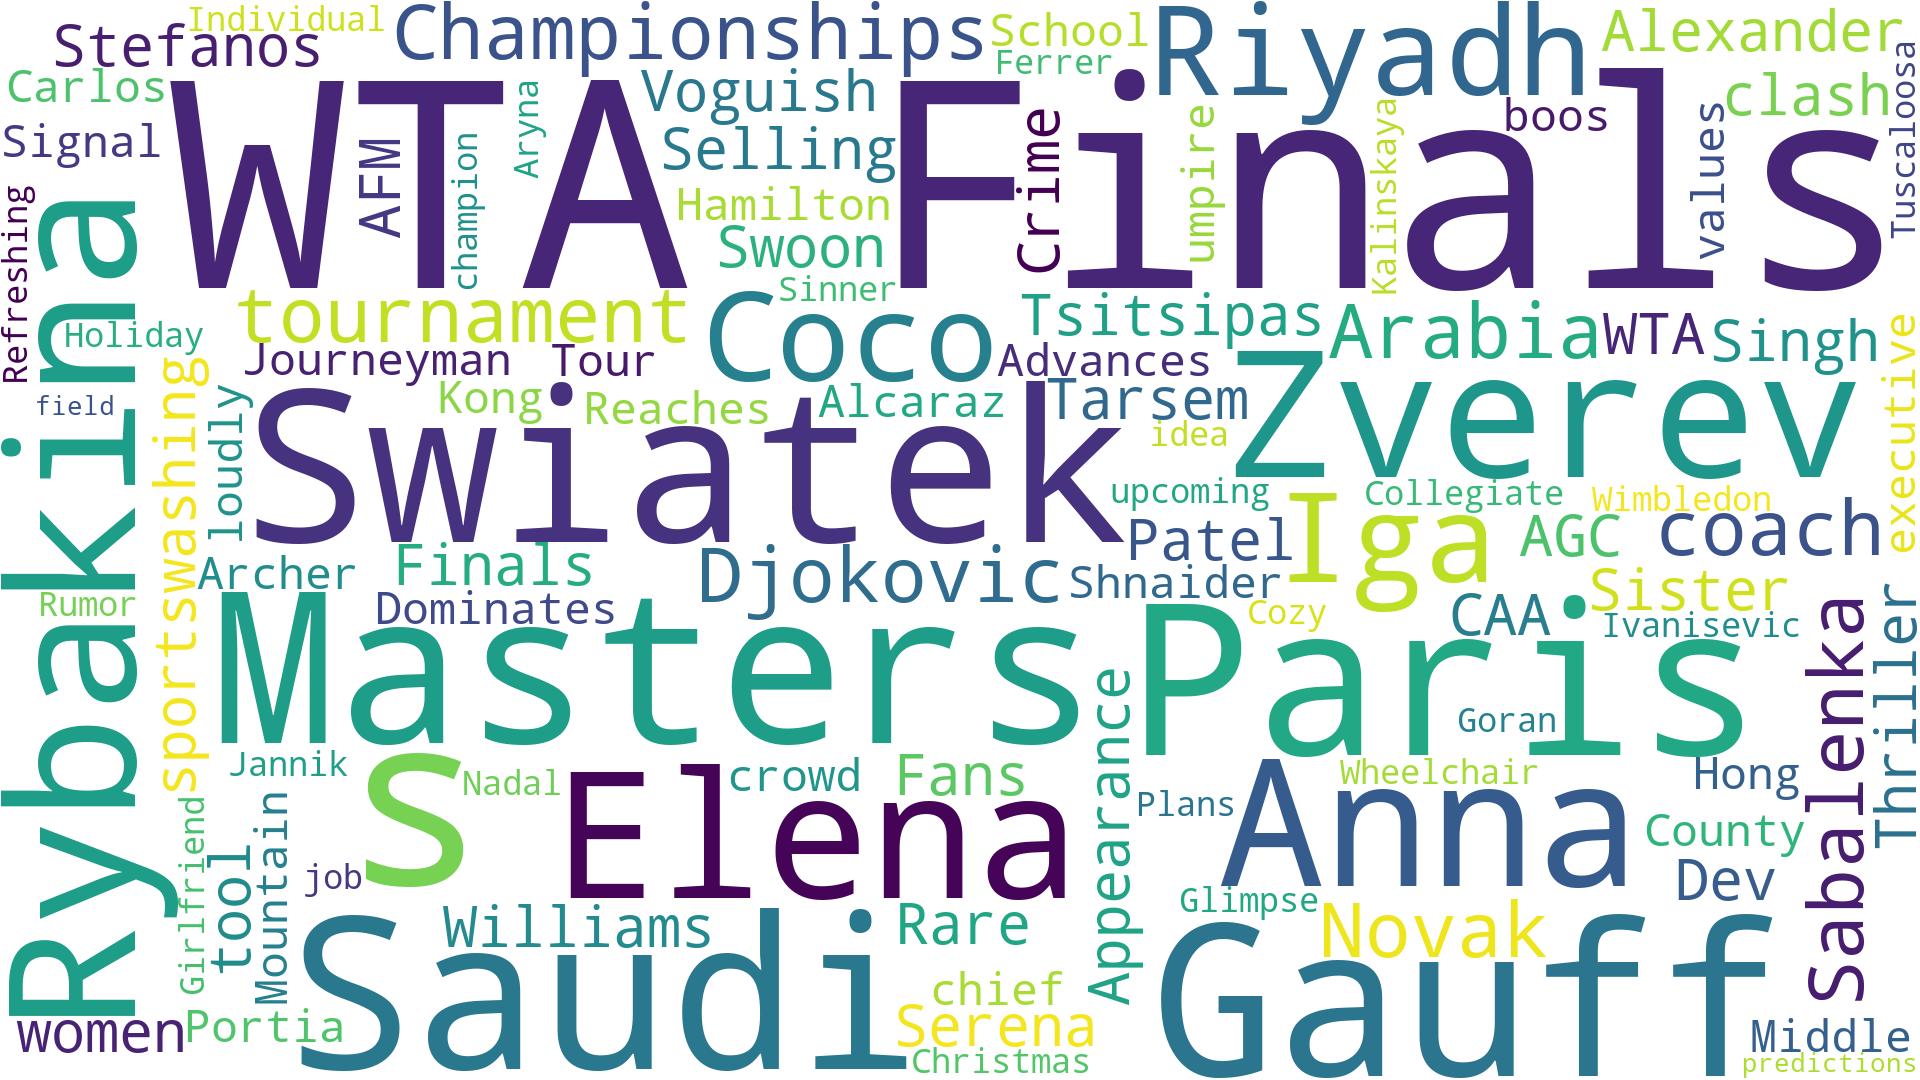 Individual
Stefanos
Championships
School
Riyadh
Alexander
Ferrer
Carlos
Voguish
clash
Signal
WTA Finals
AFM
champion
Aryna
Selling
Crime
umpire
boos
Kalinskaya
values
Tuscaloosa
Hamilton
Swoon
Refreshing
Rybakina
Sinner
tournament
Coco
Tsitsipas
Arabia
WTA
Singh
Holiday
Journeyman
Tour
Advances
Zverev
executive
field
sportswashing
loudly
Kong
Reaches
Alcaraz
Tarsem
idea
Swiatek
upcoming
Collegiate
Wimbledon
Iga
Patel
AGC
coach
Archer
Finals
Djokovic
Shnaider
Sister
Rumor
Dominates
Cozy
CAA
Ivanisevic
Masters
Paris
Sabalenka
Thriller
Appearance
Goran
Jannik
S
Nadal
Elena
crowd
Fans
Wheelchair
Hong
Plans
Anna
County
Girlfriend
tool
Mountain
job
Dev
Glimpse
Williams
Rare
Novak
Saudi
Gauff
chief
Serena
women
Portia
Christmas
Middle
predictions